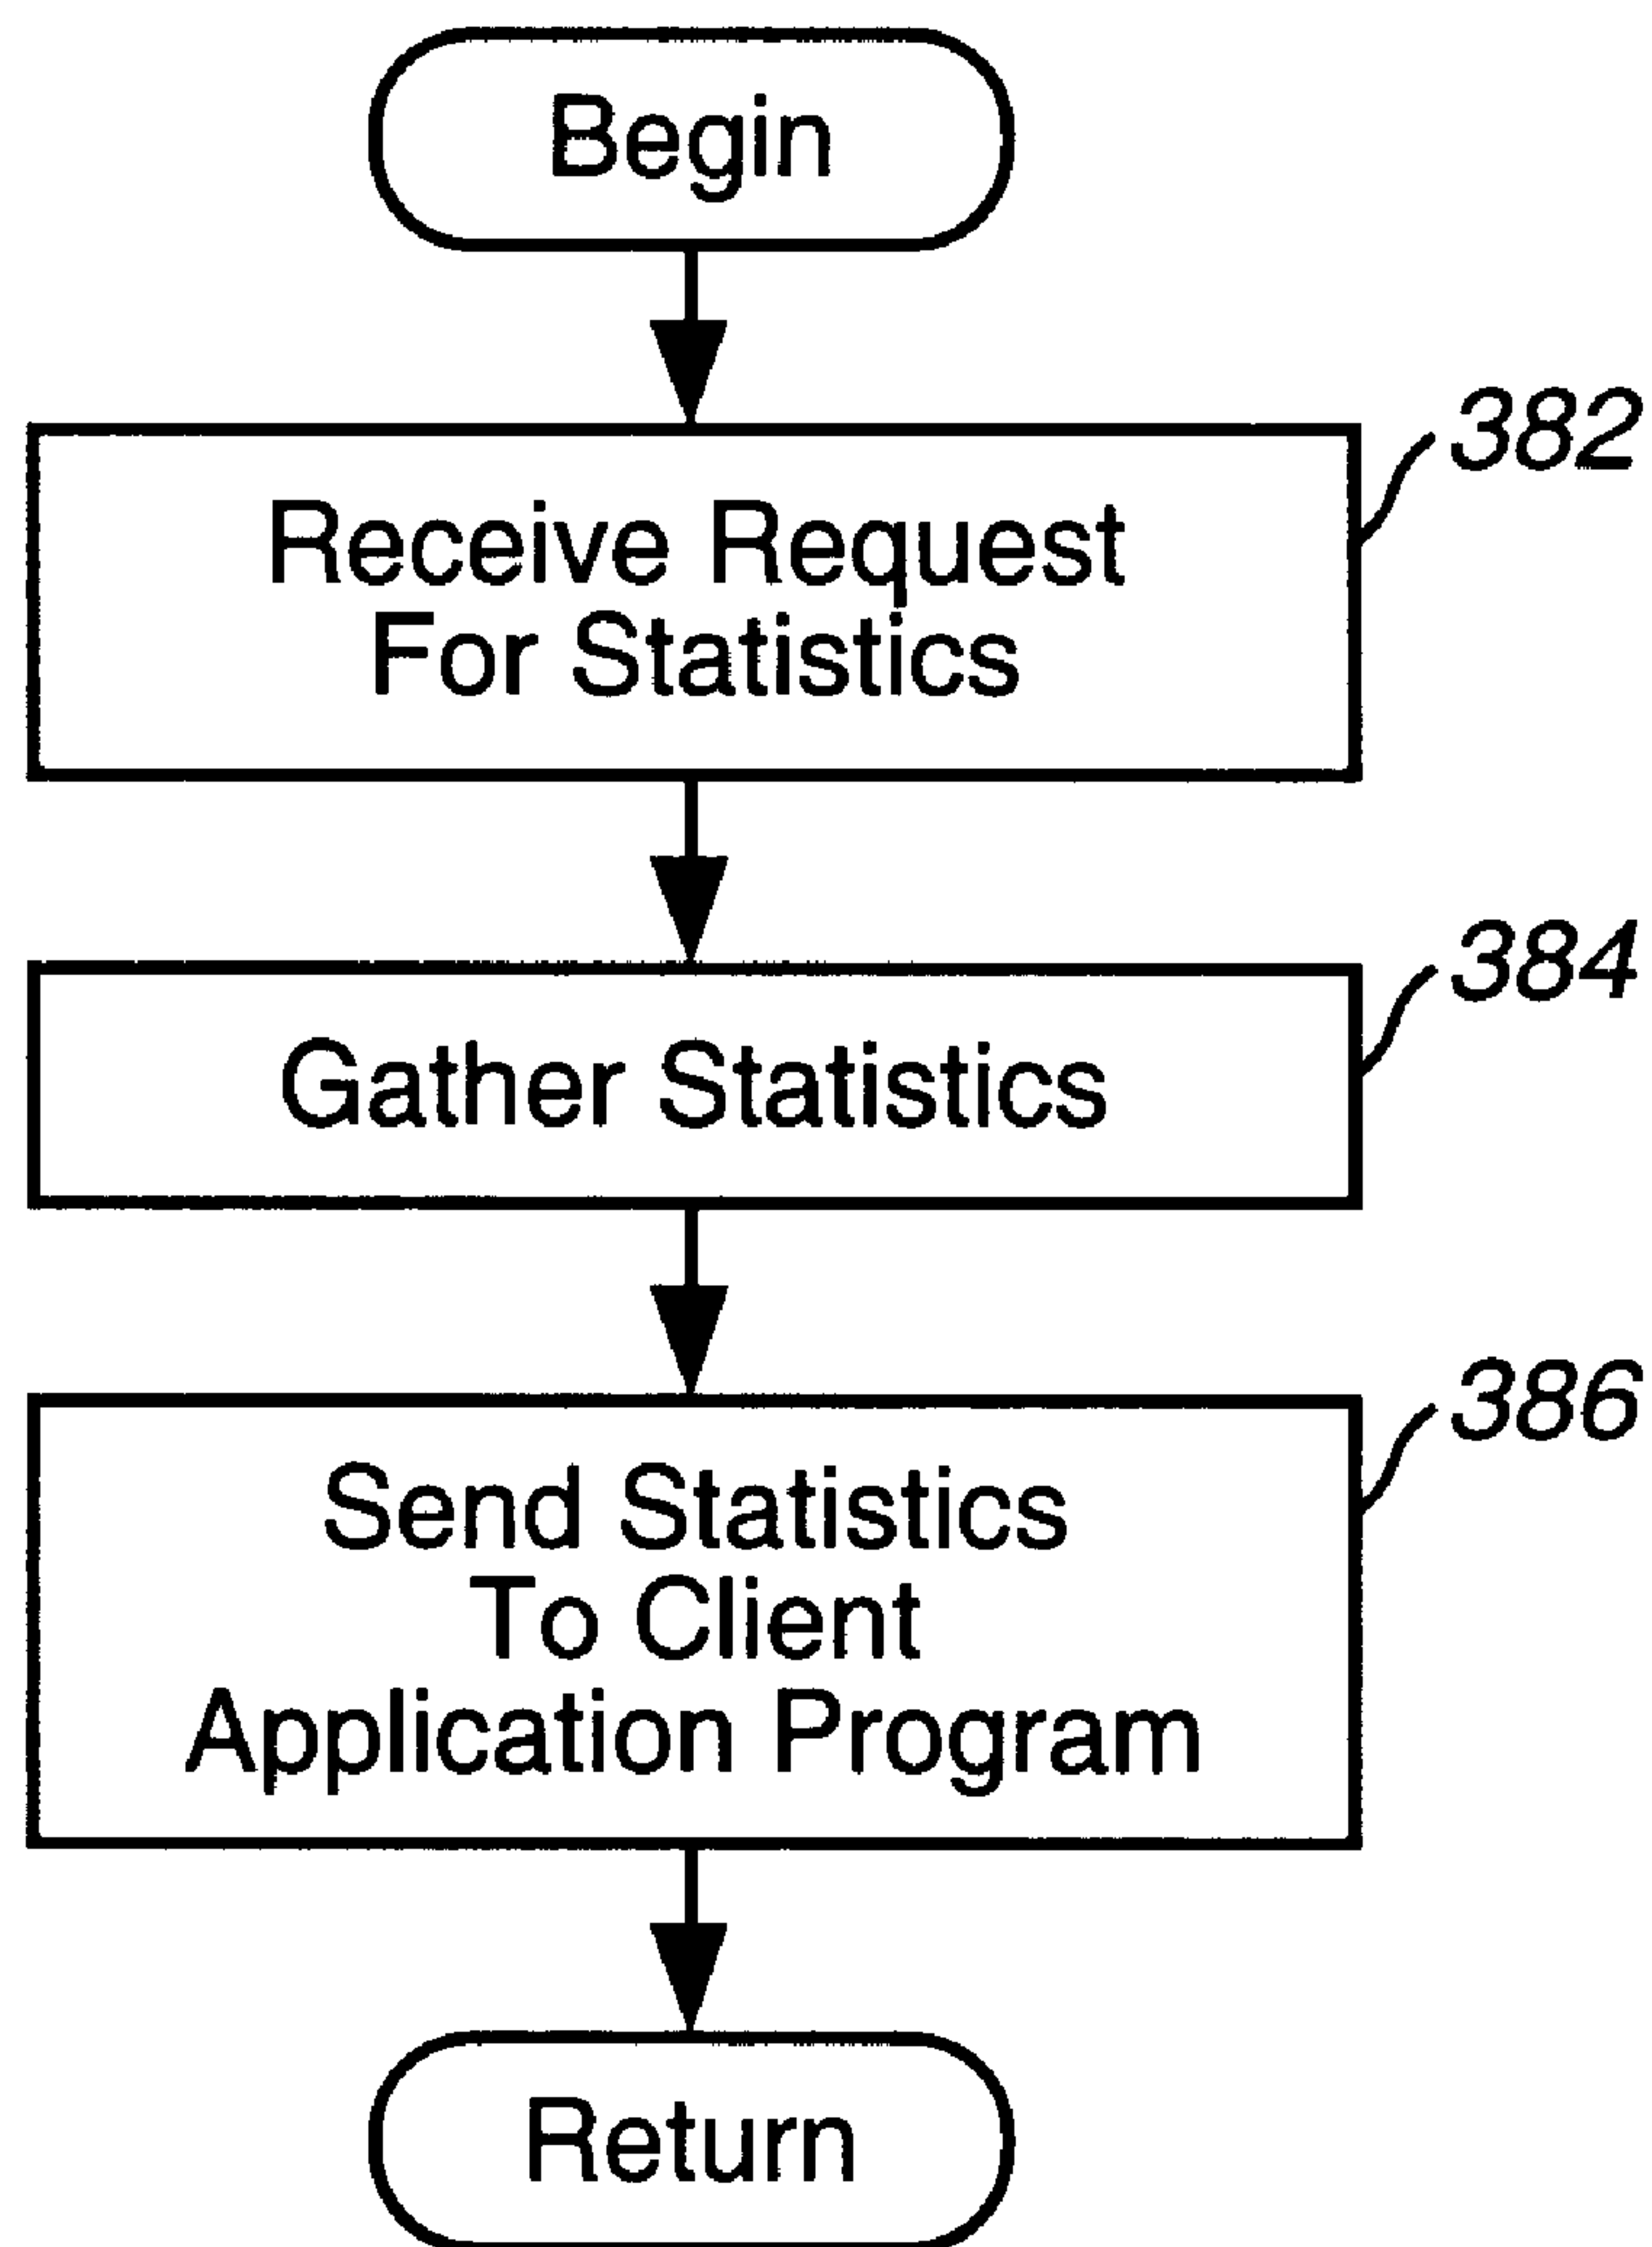 Begin
382
Receive Request
For Statistics
384
Gather Statistics
386
Send Statistics
To Client
Application Program
Return